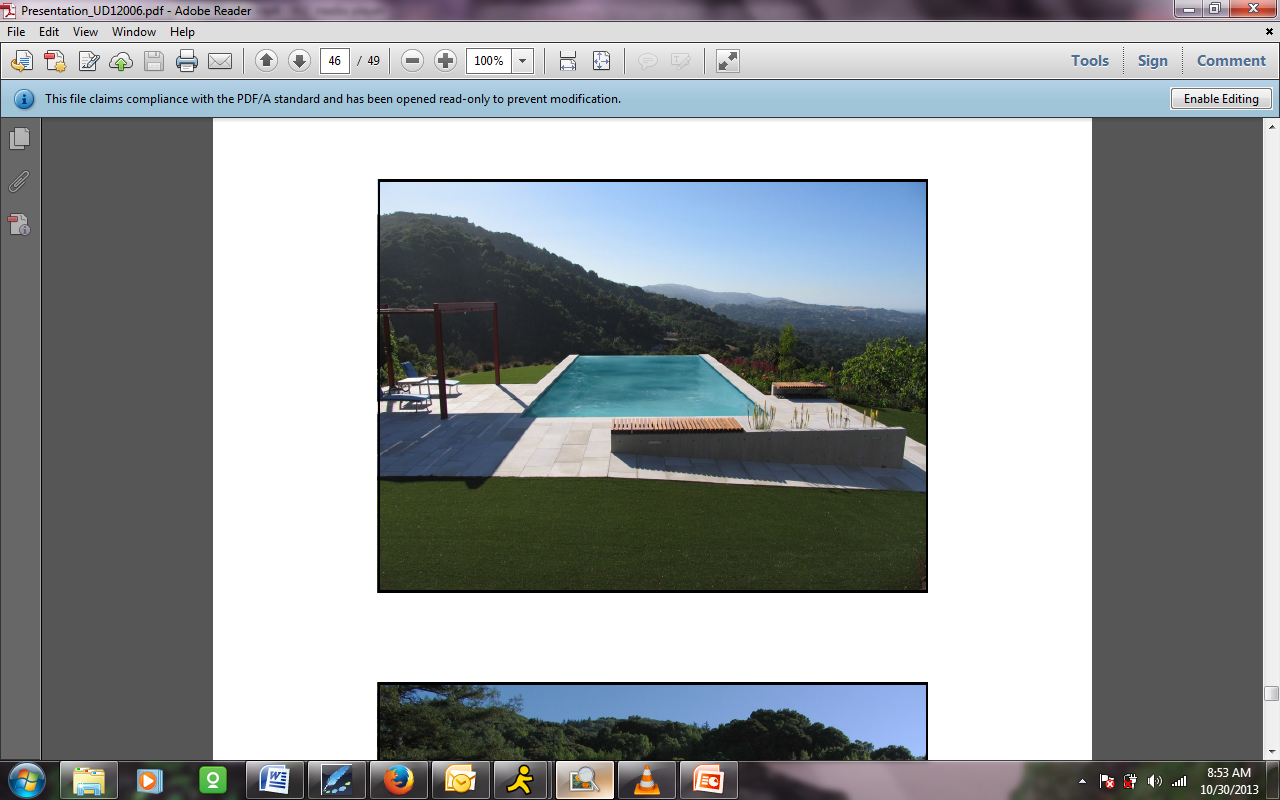 Presentation_UD12006.pdf - Adobe Reader
File Edit View Window Help
46 / 49 100% Tools Sign Comment
This file claims compliance with the PDF/A standard and has been opened read-only to prevent modification. Enable Editing
8:53 AM
10/30/2013